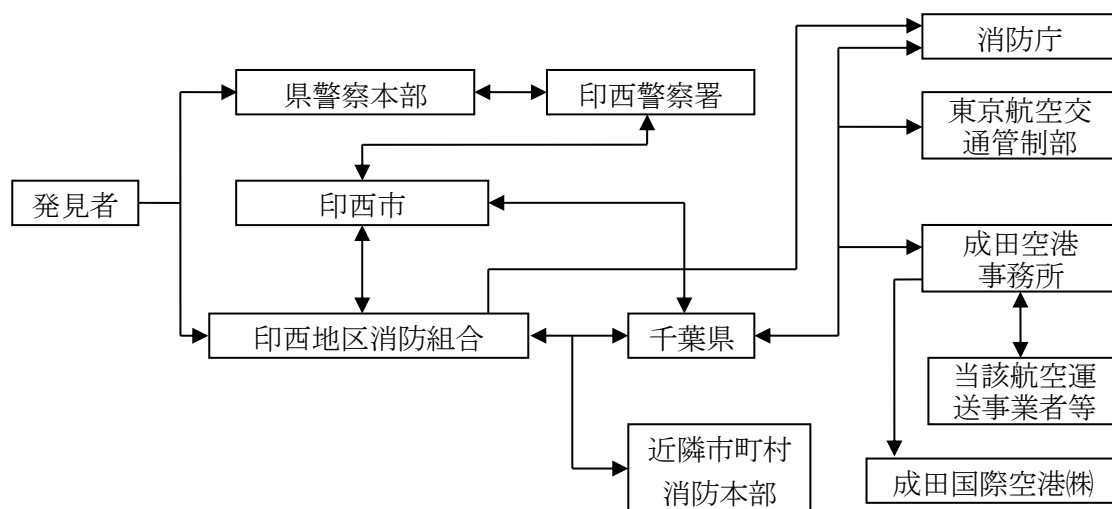 消防庁
県警察本部
印西警察署
東京航空交
通管制部
発見者
印西市
成田空港
事務所
印西地区消防組合
千葉県
当該航空運
送事業者等
近隣市町村
消防本部
成田国際空港㈱